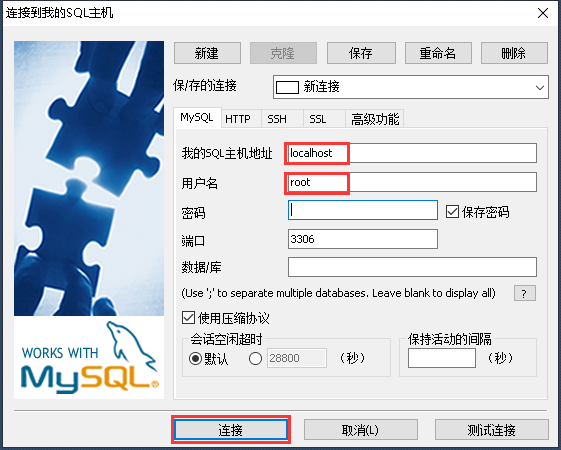 连接到我的SQL主机
新建 克隆 保存 重命名 删除
保/存的连接 新连接
MySQL HTTP SSH SSL 高级功能
我的SQL主机地址 localhost
用户名 root
密码 保存密码
端口 3306
数据/库
(Use ';' to separate multiple databases. Leave blank to display all) ?
使用压缩协议
会话空闲超时 保持活动的间隔
默认 28800 （秒） （秒）
WORKS WITH
MySQL®
连接 取消(L) 测试连接